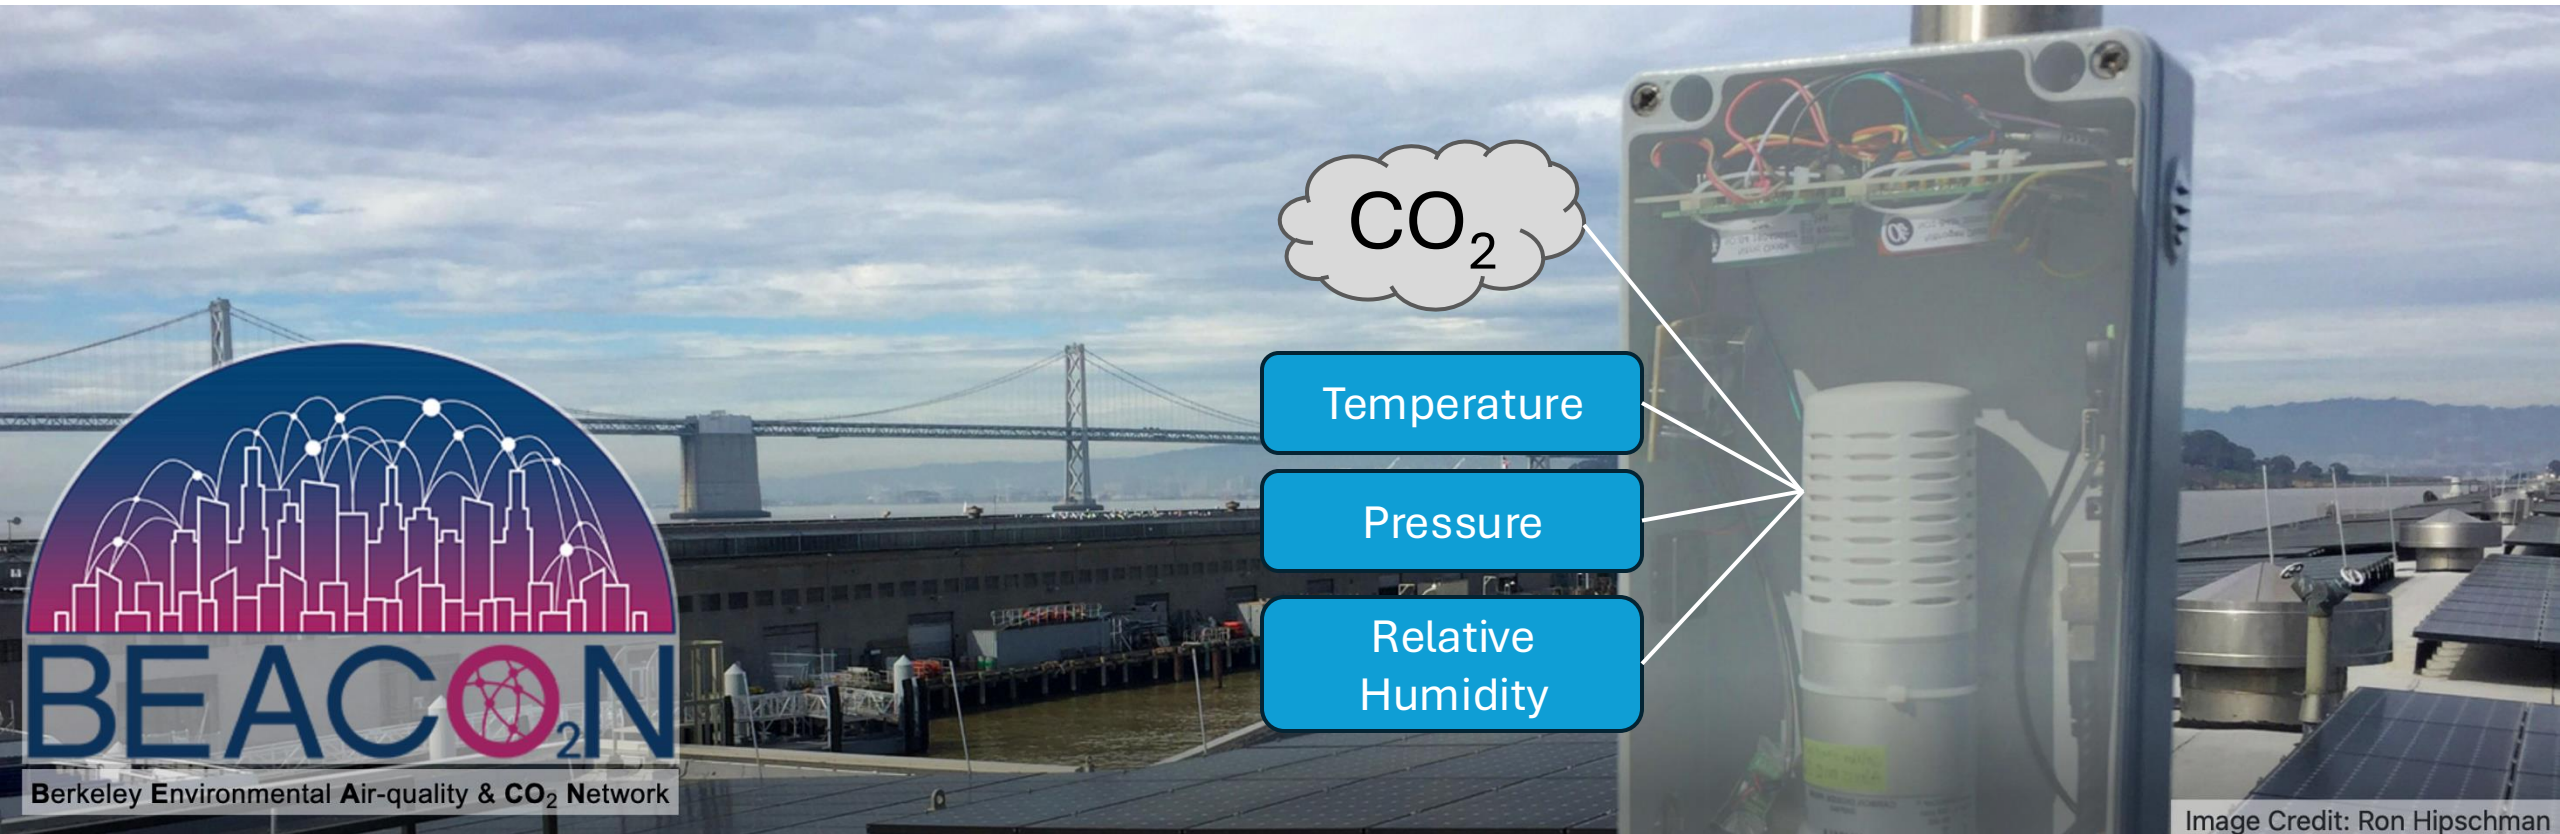 CO₂
Temperature
Pressure
Relative
Humidity
BEACO₂N
Berkeley Environmental Air-quality & CO₂ Network
Image Credit: Ron Hipschman